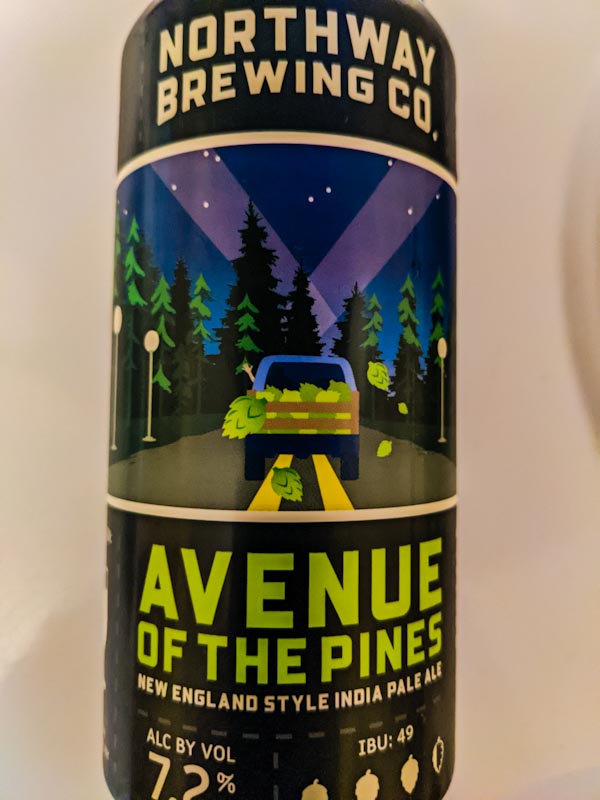 NORTHWAY
BREWING CO.
AVENUE
OF THE PINES
NEW ENGLAND STYLE INDIA PALE ALE
ALC BY VOL
7.2%
IBU: 49